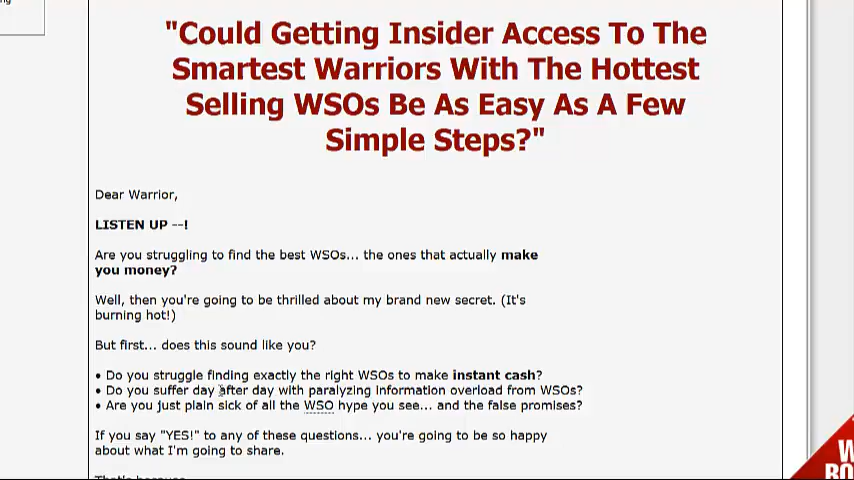 "Could Getting Insider Access To The
Smartest Warriors With The Hottest
Selling WSOs Be As Easy As A Few
Simple Steps?"
Dear Warrior,
LISTEN UP --!
Are you struggling to find the best WSOs... the ones that actually make
you money?
Well, then you're going to be thrilled about my brand new secret. (It's
burning hot!)
But first... does this sound like you?
• Do you struggle finding exactly the right WSOs to make instant cash?
• Do you suffer day after day with paralyzing information overload from WSOs?
• Are you just plain sick of all the WSO hype you see... and the false promises?
If you say "YES!" to any of these questions... you're going to be so happy
about what I'm going to share.